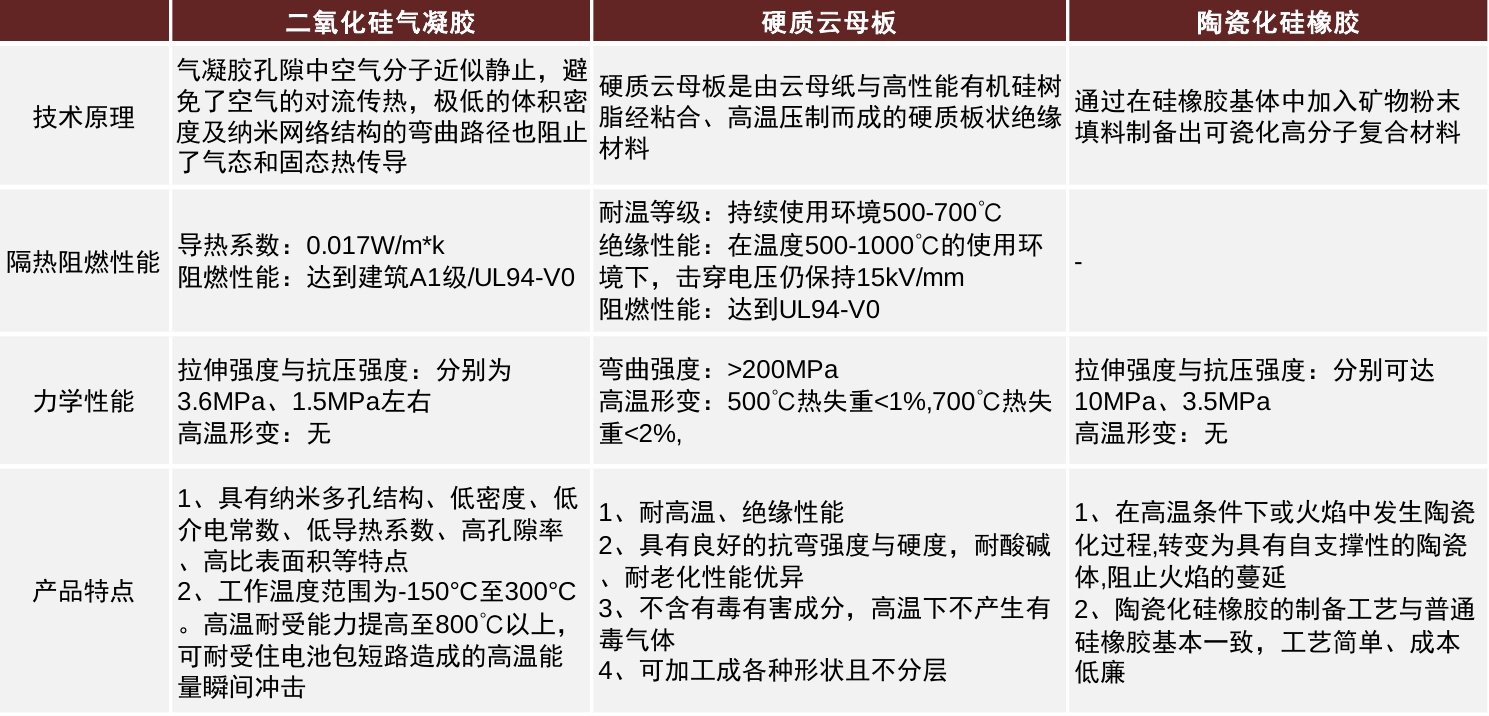 二氧化硅气凝胶
硬质云母板
陶瓷化硅橡胶
技术原理
气凝胶孔隙中空气分子近似静止，避
免了空气的对流传热，极低的体积密
度及纳米网络结构的弯曲路径也阻止
了气态和固态热传导
硬质云母板是由云母纸与高性能有机硅树
脂经粘合、高温压制而成的硬质板状绝缘
材料
通过在硅橡胶基体中加入矿物粉末
填料制备出可瓷化高分子复合材料
隔热阻燃性能
导热系数：0.017W/m*k
阻燃性能：达到建筑A1级/UL94-V0
耐温等级：持续使用环境500-700℃
绝缘性能：在温度500-1000℃的使用环
境下，击穿电压仍保持15kV/mm
阻燃性能：达到UL94-V0
-
力学性能
拉伸强度与抗压强度：分别为
3.6MPa、1.5MPa左右
高温形变：无
弯曲强度：>200MPa
高温形变：500℃热失重<1%,700℃热失
重<2%,
拉伸强度与抗压强度：分别可达
10MPa、3.5MPa
高温形变：无
产品特点
1、具有纳米多孔结构、低密度、低
介电常数、低导热系数、高孔隙率
、高比表面积等特点
2、工作温度范围为-150°C至300°C
。高温耐受能力提高至800℃以上，
可耐受住电池包短路造成的高温能
量瞬间冲击
1、耐高温、绝缘性能
2、具有良好的抗弯强度与硬度，耐酸碱
、耐老化性能优异
3、不含有毒有害成分，高温下不产生有
毒气体
4、可加工成各种形状且不分层
1、在高温条件下或火焰中发生陶瓷
化过程,转变为具有自支撑性的陶瓷
体,阻止火焰的蔓延
2、陶瓷化硅橡胶的制备工艺与普通
硅橡胶基本一致，工艺简单、成本
低廉